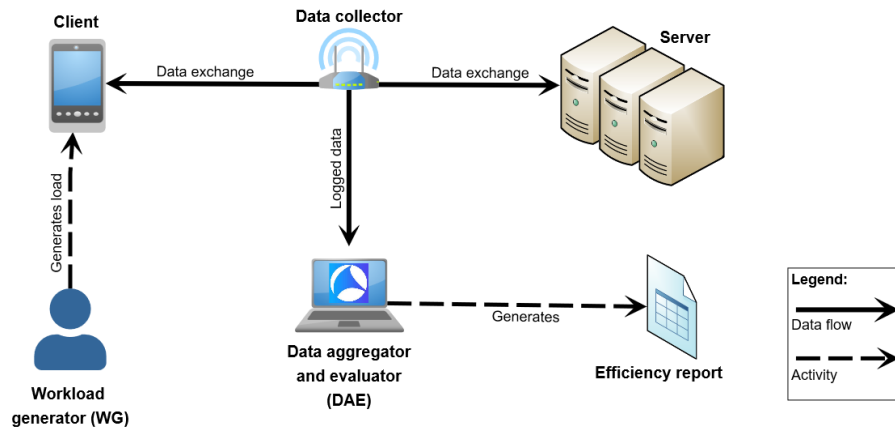 Client
Data collector
Server
Data exchange
Data exchange
Generates load
Logged data
Generates
Workload
generator (WG)
Data aggregator
and evaluator
(DAE)
Efficiency report
Legend:
Data flow
Activity